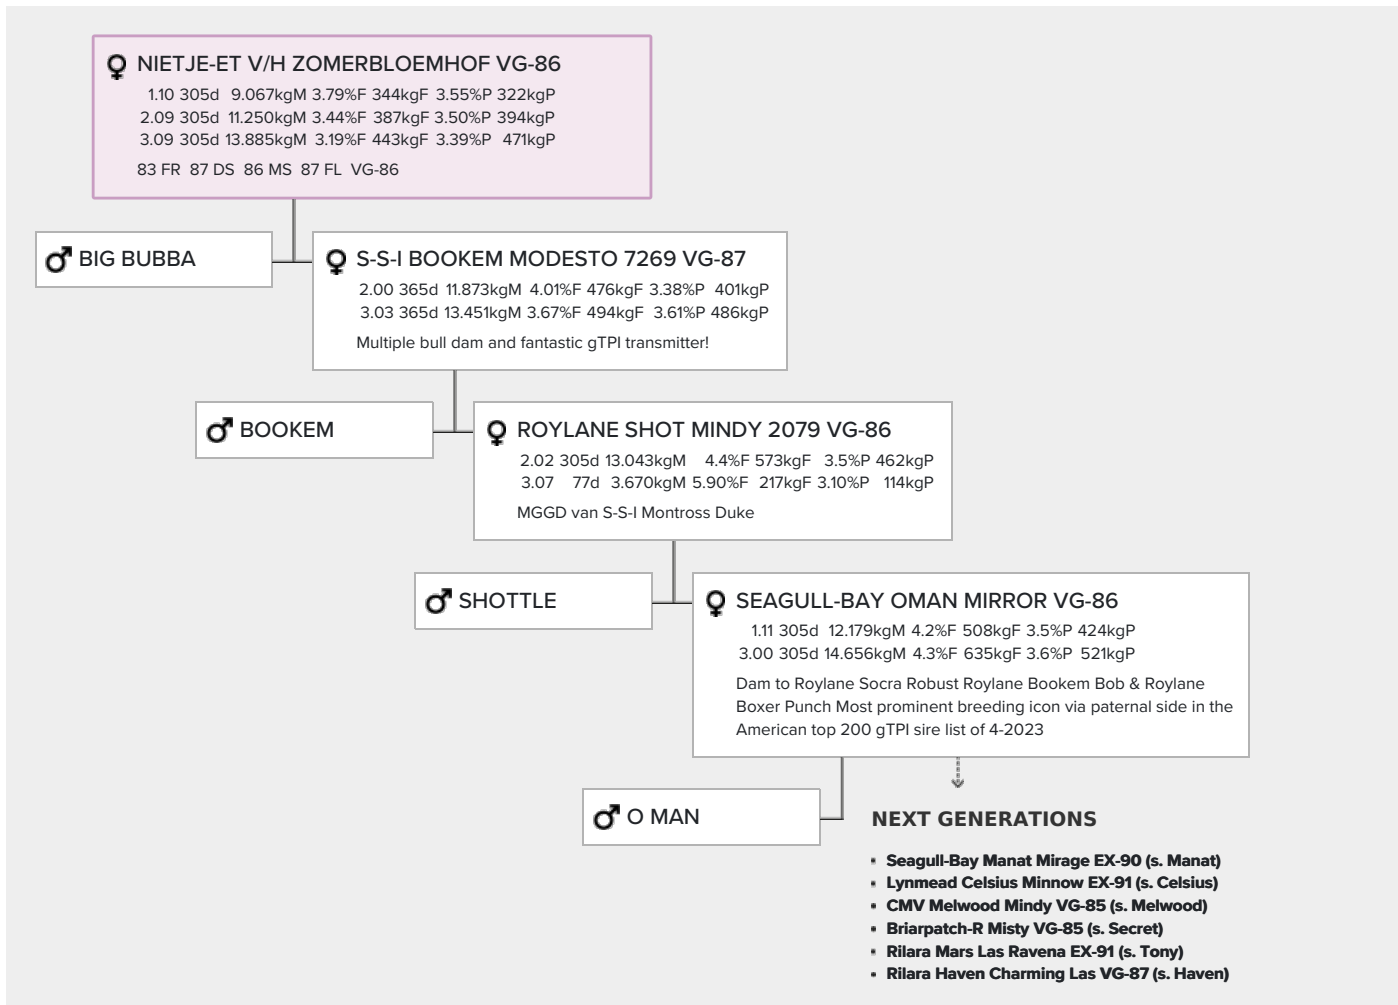 NIETJE-ET V/H ZOMERBLOEMHOF VG-86
1.10 305d 9.067kgM 3.79%F 344kgF 3.55%P 322kgP
2.09 305d 11.250kgM 3.44%F 387kgF 3.50%P 394kgP
3.09 305d 13.885kgM 3.19%F 443kgF 3.39%P 471kgP
83 FR 87 DS 86 MS 87 FL VG-86
BIG BUBBA
S-S-I BOOKEM MODESTO 7269 VG-87
2.00 365d 11.873kgM 4.01%F 476kgF 3.38%P 401kgP
3.03 365d 13.451kgM 3.67%F 494kgF 3.61%P 486kgP
Multiple bull dam and fantastic gTPI transmitter!
BOOKEM
ROYLANE SHOT MINDY 2079 VG-86
2.02 305d 13.043kgM 4.4%F 573kgF 3.5%P 462kgP
3.07 77d 3.670kgM 5.90%F 217kgF 3.10%P 114kgP
MGGD van S-S-I Montross Duke
SHOTTLE
SEAGULL-BAY OMAN MIRROR VG-86
1.11 305d 12.179kgM 4.2%F 508kgF 3.5%P 424kgP
3.00 305d 14.656kgM 4.3%F 635kgF 3.6%P 521kgP
Dam to Roylane Socra Robust Roylane Bookem Bob & Roylane
Boxer Punch Most prominent breeding icon via paternal side in the
American top 200 gTPI sire list of 4-2023
O MAN
NEXT GENERATIONS
Seagull-Bay Manat Mirage EX-90 (s. Manat)
Lynmead Celsius Minnow EX-91 (s. Celsius)
CMV Melwood Mindy VG-85 (s. Melwood)
Briarpatch-R Misty VG-85 (s. Secret)
Rilara Mars Las Ravena EX-91 (s. Tony)
Rilara Haven Charming Las VG-87 (s. Haven)